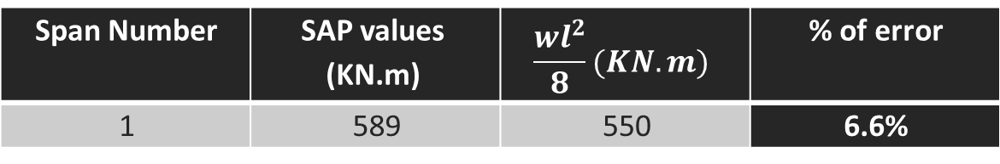 Span Number SAP values wl²/8 (KN.m) % of error
(KN.m)
1 589 550 6.6%